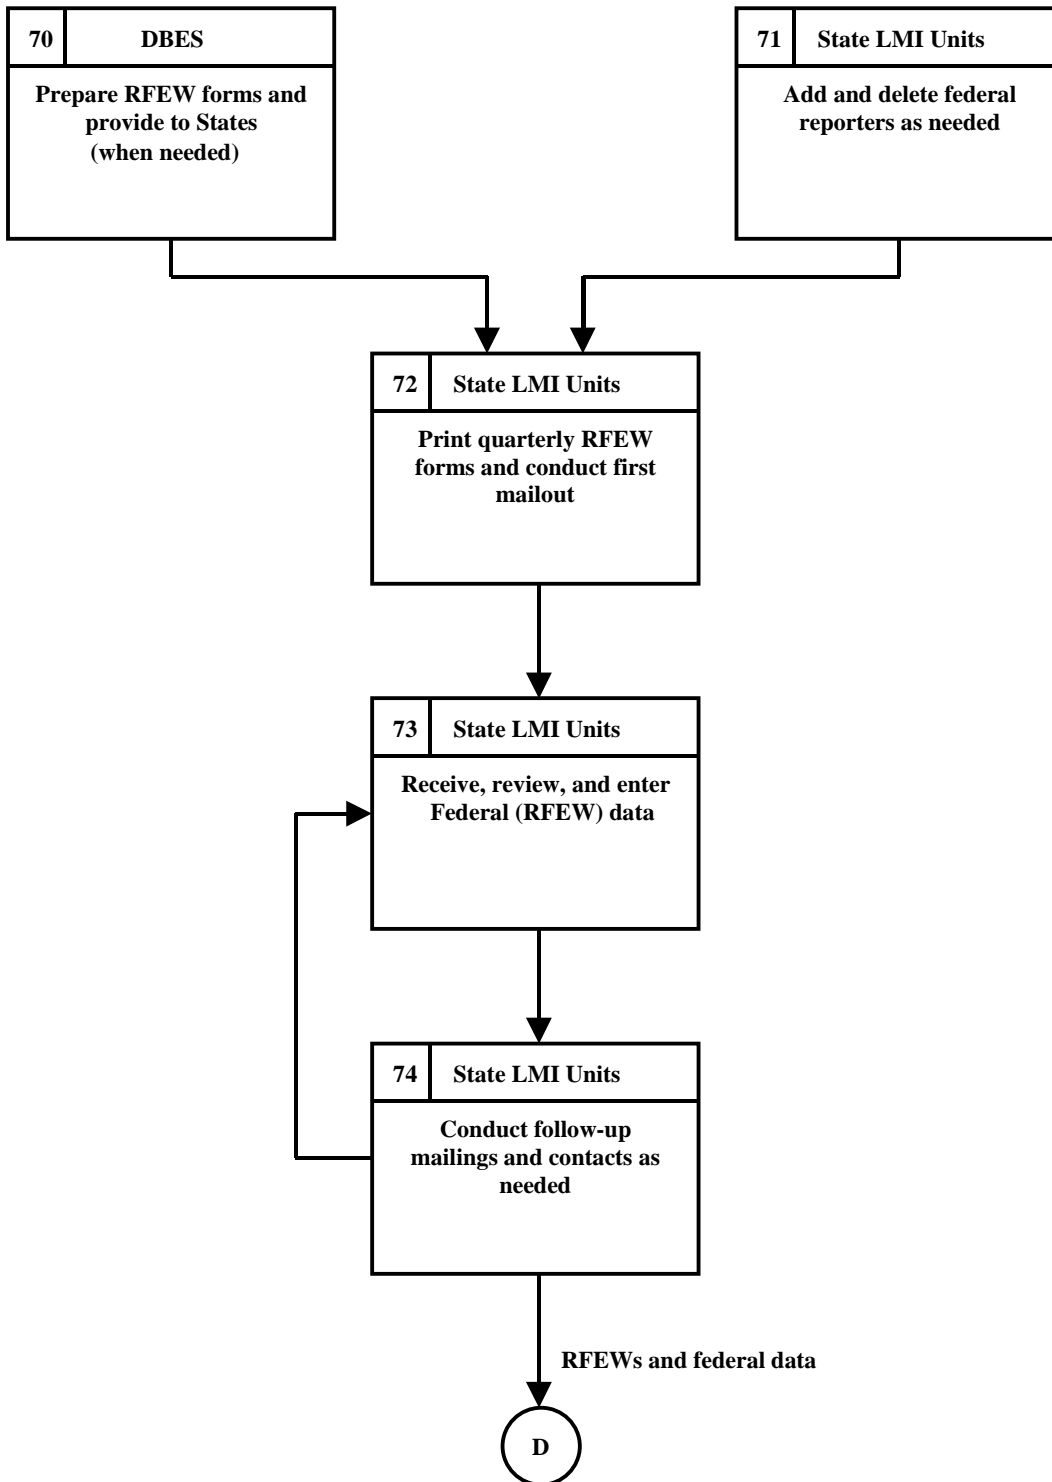 70 DBES
Prepare RFEW forms and
provide to States
(when needed)
71 State LMI Units
Add and delete federal
reporters as needed
72 State LMI Units
Print quarterly RFEW
forms and conduct first
mailout
73 State LMI Units
Receive, review, and enter
Federal (RFEW) data
74 State LMI Units
Conduct follow-up
mailings and contacts as
needed
RFEWs and federal data
D